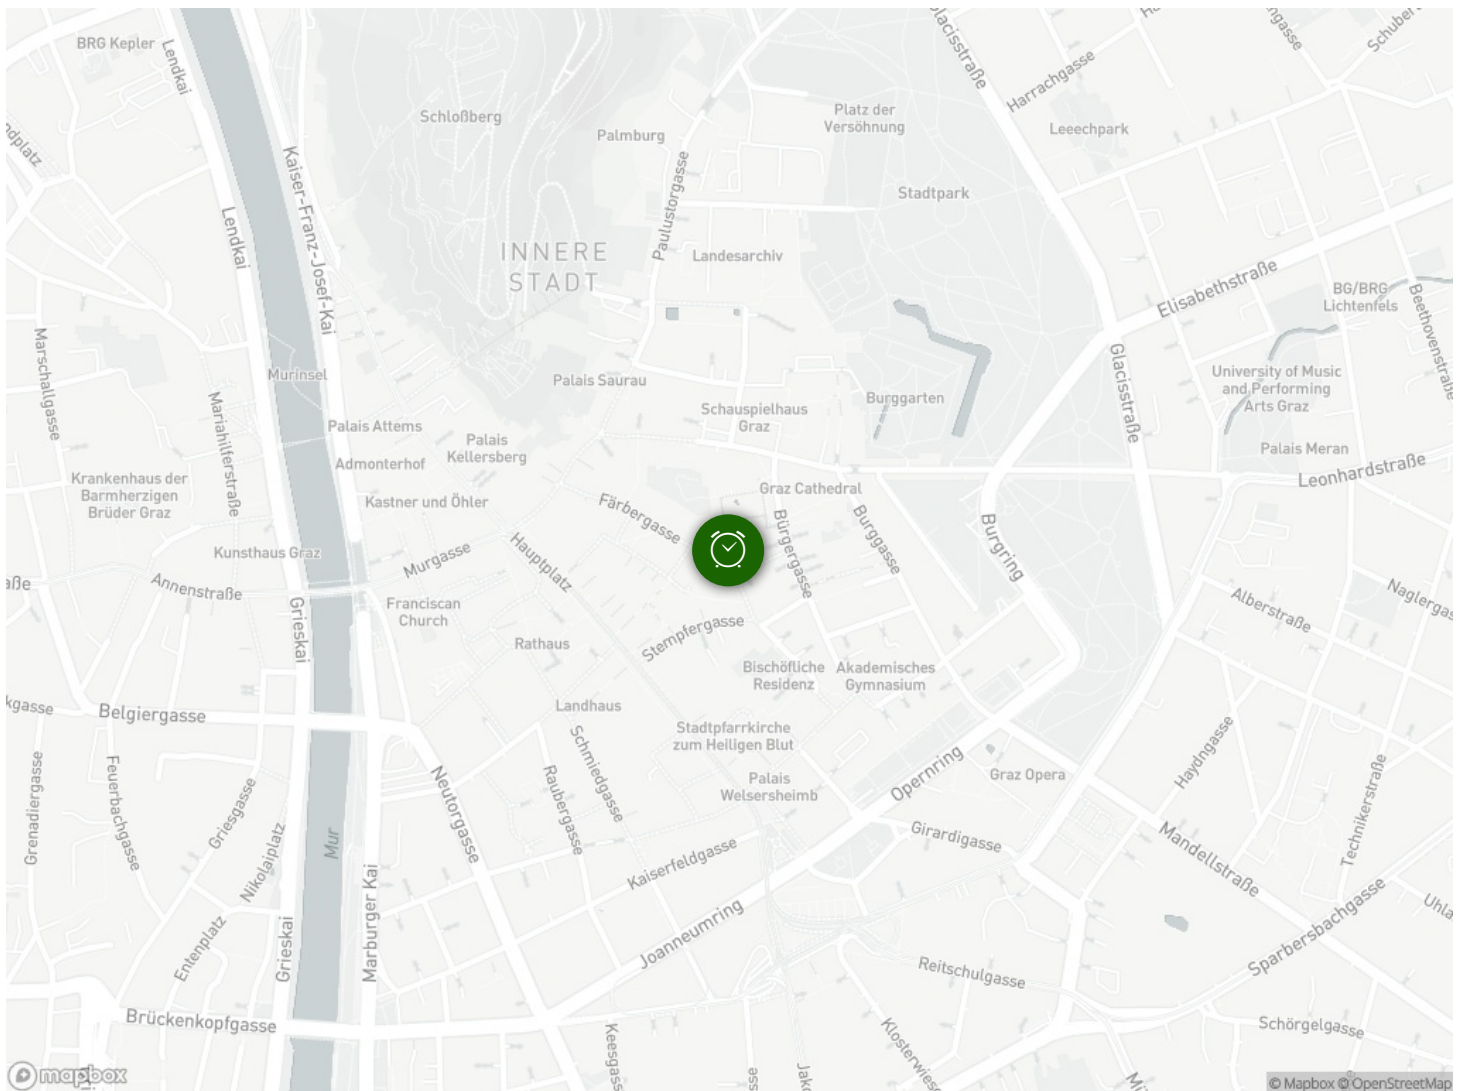 BRG Kepler
Lendkai
Glacisstraße
Harrachgasse
Schloßberg
Palmburg
Platz der
Versöhnung
Leeechpark
Kaiser-Franz-Josef-Kai
Paulustorgasse
Stadtpark
Lendkai
INNERE
STADT
Landesarchiv
Elisabethstraße
BG/BRG
Lichtenfels
Beethovenstraße
Marschallgasse
Murinsel
Palais Saurau
Glacisstraße
University of Music
and Performing
Arts Graz
Mariahilferstraße
Palais Attems
Schauspielhaus
Graz
Burggarten
Palais
Kellersberg
Admonterhof
Palais Meran
Leonhardstraße
Krankenhaus der
Barmherzigen
Brüder Graz
Kastner und Öhler
Färbergasse
Graz Cathedral
Bürgergasse
Burggasse
Burgring
Kunsthaus Graz
Murgasse
Hauptplatz
Annenstraße
Grieskai
Franciscan
Church
Alberstraße
Naglergas
Rathaus
Stempfergasse
Bischöfliche
Residenz
Akademisches
Gymnasium
kgasse
Belgiergasse
Landhaus
Stadtpfarrkirche
zum Heiligen Blut
Schmiedgasse
Haydngasse
Grenadiergasse
Feuerbachgasse
Griesgasse
Neutorgasse
Raubergasse
Palais
Welsersheimb
Opernring
Graz Opera
Technikerstraße
Nikolaiplatz
Mur
Kaiserfeldgasse
Girardigasse
Mandellstraße
Marburger Kai
Entenplatz
Grieskai
Joanneumring
Reitschulgasse
Sparbersbachgasse
Uhla
Brückenkopfgasse
Keesgass
Klosterwies
Schörgelgasse
mapbox
© Mapbox © OpenStreetMap